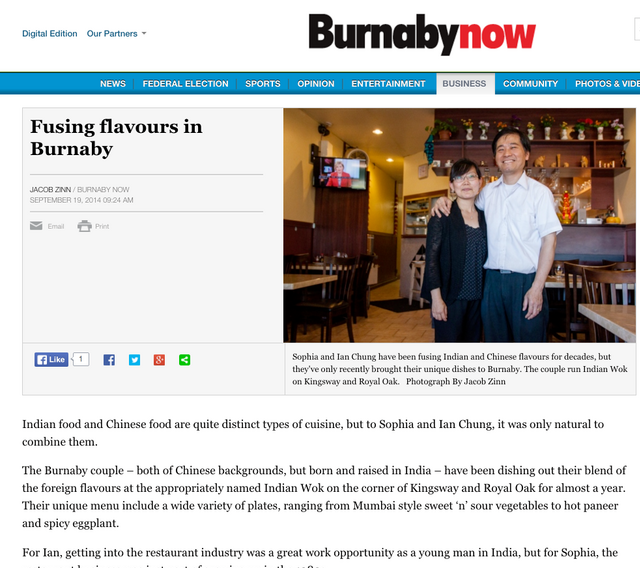 Digital Edition Our Partners
Burnabynow
NEWS FEDERAL ELECTION SPORTS OPINION ENTERTAINMENT BUSINESS COMMUNITY PHOTOS & VIDE
Fusing flavours in
Burnaby
JACOB ZINN / BURNABY NOW
SEPTEMBER 19, 2014 09:24 AM
Email Print
Like 1
Sophia and Ian Chung have been fusing Indian and Chinese flavours for decades, but
they've only recently brought their unique dishes to Burnaby. The couple run Indian Wok
on Kingsway and Royal Oak. Photograph By Jacob Zinn
Indian food and Chinese food are quite distinct types of cuisine, but to Sophia and Ian Chung, it was only natural to
combine them.
The Burnaby couple – both of Chinese backgrounds, but born and raised in India – have been dishing out their blend of
the foreign flavours at the appropriately named Indian Wok on the corner of Kingsway and Royal Oak for almost a year.
Their unique menu include a wide variety of plates, ranging from Mumbai style sweet 'n' sour vegetables to hot paneer
and spicy eggplant.
For Ian, getting into the restaurant industry was a great work opportunity as a young man in India, but for Sophia, the